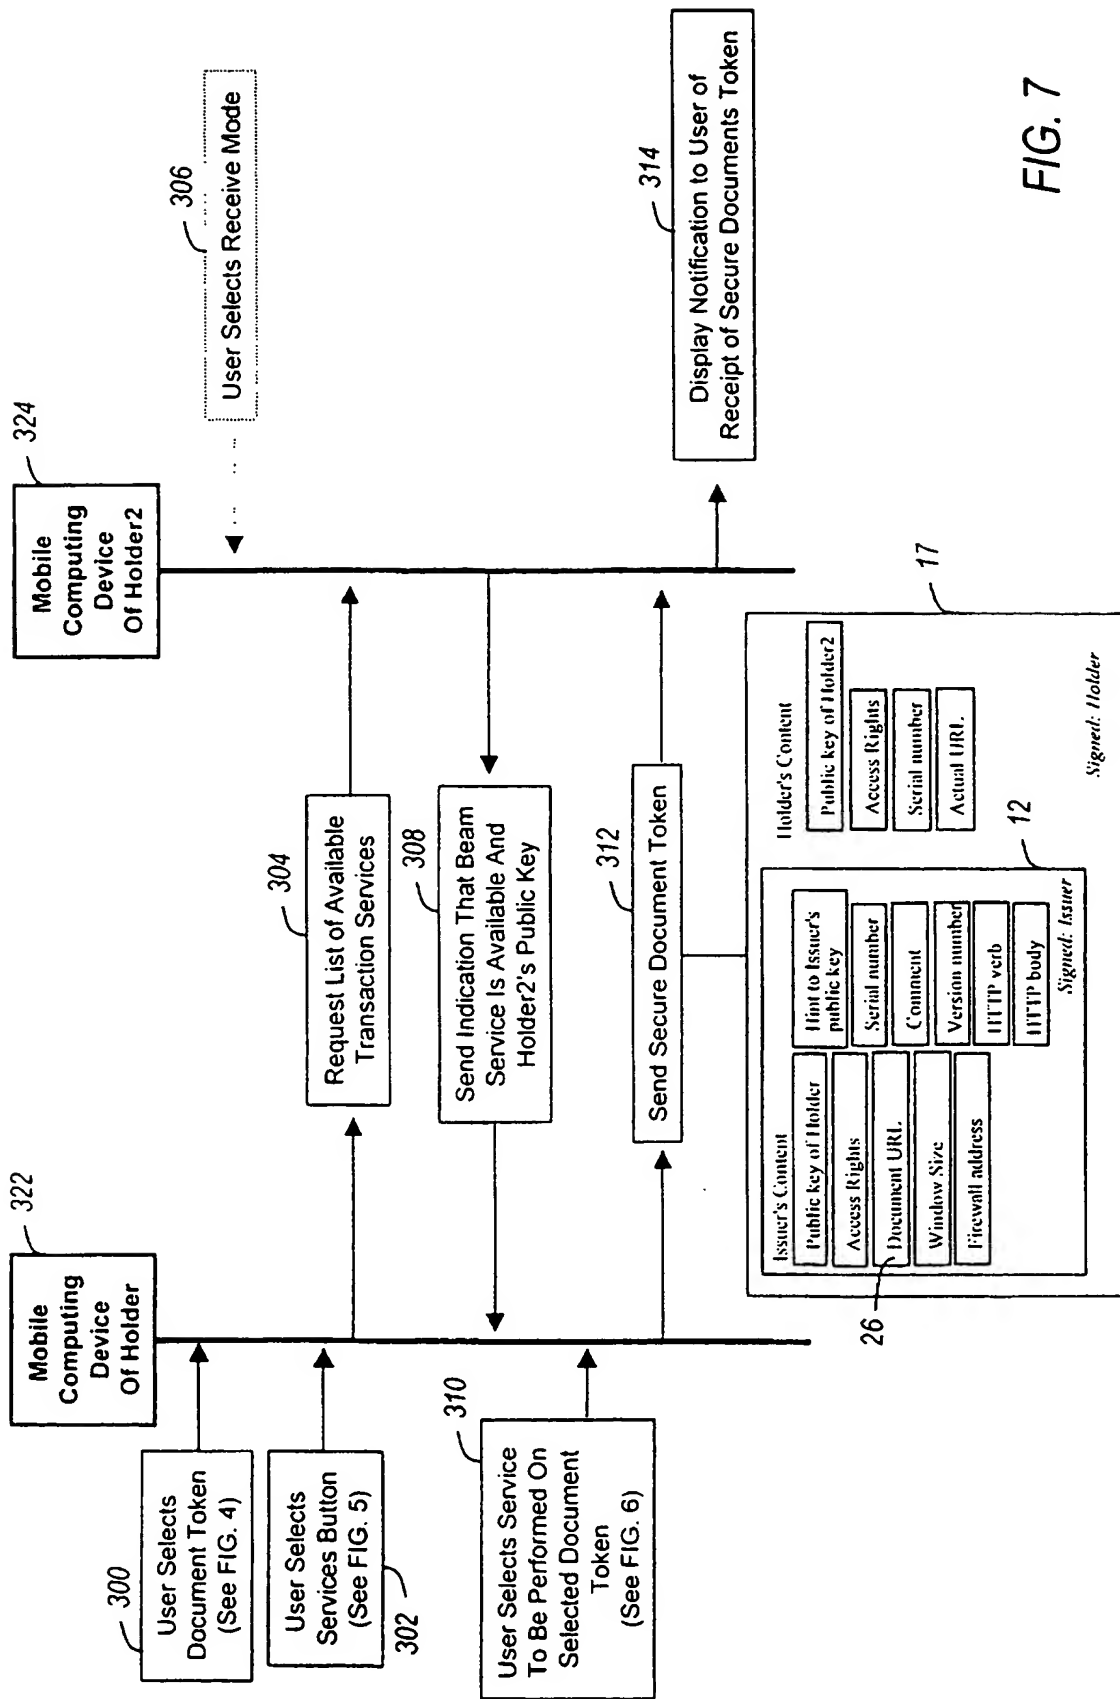 322
Mobile
Computing
Device
Of Holder
324
Mobile
Computing
Device
Of Holder2
300
User Selects
Document Token
(See FIG. 4)
306
User Selects Receive Mode
User Selects
Services Button
(See FIG. 5)
302
304
Request List of Available
Transaction Services
308
Send Indication That Beam
Service Is Available And
Holder2's Public Key
310
User Selects Service
To Be Performed On
Selected Document
Token
(See FIG. 6)
312
Send Secure Document Token
314
Display Notification to User of
Receipt of Secure Documents Token
17
12
26
Issuer's Content
Public key of Holder
Access Rights
Document URL
Window Size
Firewall address
Hint to Issuer's
public key
Serial number
Comment
Version number
HTTP verb
HTTP body
Signed: Issuer
Holder's Content
Public key of Holder2
Access Rights
Serial number
Actual URL
Signed: Holder
FIG. 7